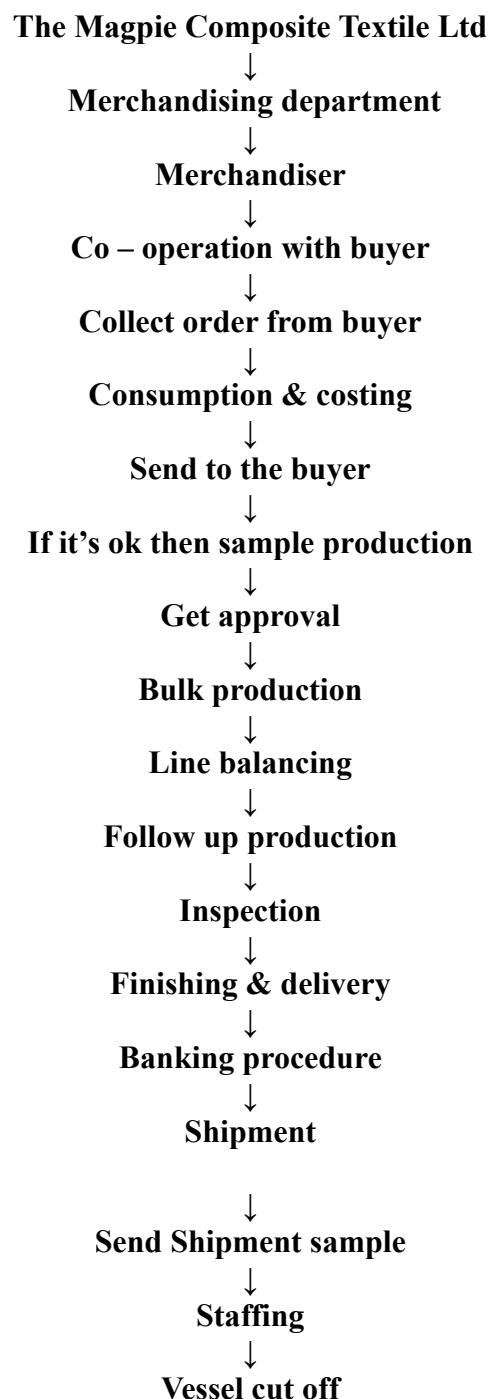 The Magpie Composite Textile Ltd
↓
Merchandising department
↓
Merchandiser
↓
Co – operation with buyer
↓
Collect order from buyer
↓
Consumption & costing
↓
Send to the buyer
↓
If it’s ok then sample production
↓
Get approval
↓
Bulk production
↓
Line balancing
↓
Follow up production
↓
Inspection
↓
Finishing & delivery
↓
Banking procedure
↓
Shipment
↓
Send Shipment sample
↓
Staffing
↓
Vessel cut off